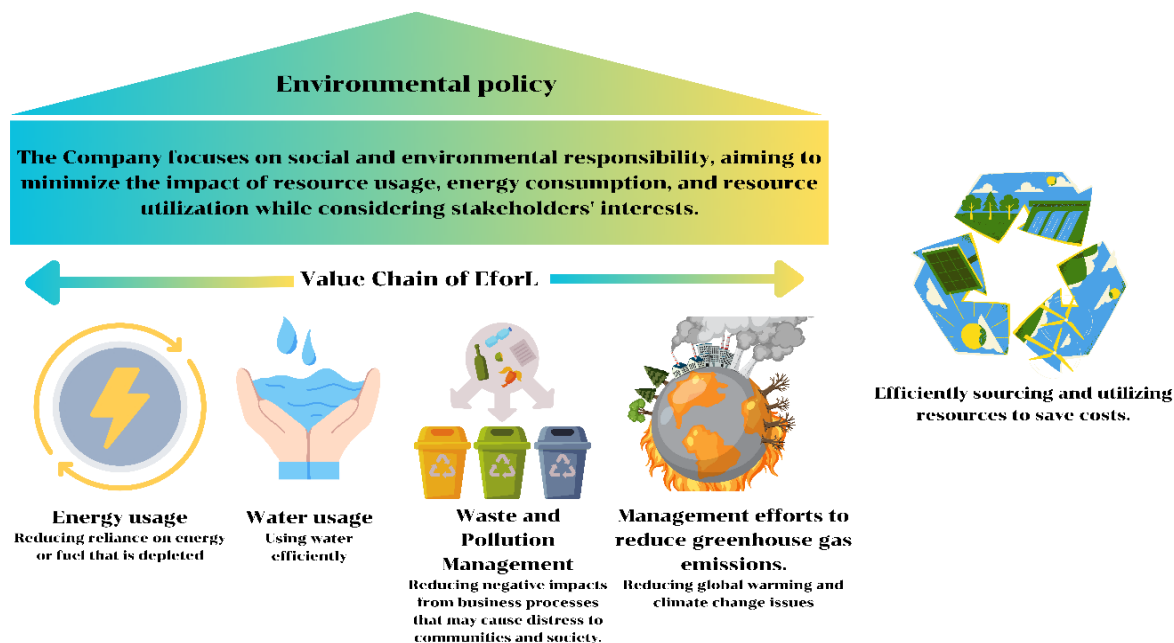 Environmental policy
The Company focuses on social and environmental responsibility, aiming to
minimize the impact of resource usage, energy consumption, and resource
utilization while considering stakeholders' interests.
Value Chain of EforL
Energy usage
Reducing reliance on energy
or fuel that is depleted
Water usage
Using water
efficiently
Waste and
Pollution
Management
Reducing negative impacts
from business processes
that may cause distress to
communities and society.
Management efforts to
reduce greenhouse gas
emissions.
Reducing global warming and
climate change issues
Efficiently sourcing and utilizing
resources to save costs.